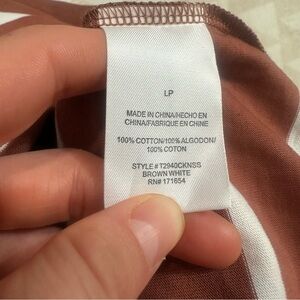 LP
MADE IN CHINA/HECHO EN
CHINA/FABRIQUE EN CHINE
100% COTTON/100% ALGODON/
100% COTON
STYLE # T2940CKNSS
BROWN WHITE
RN# 171654